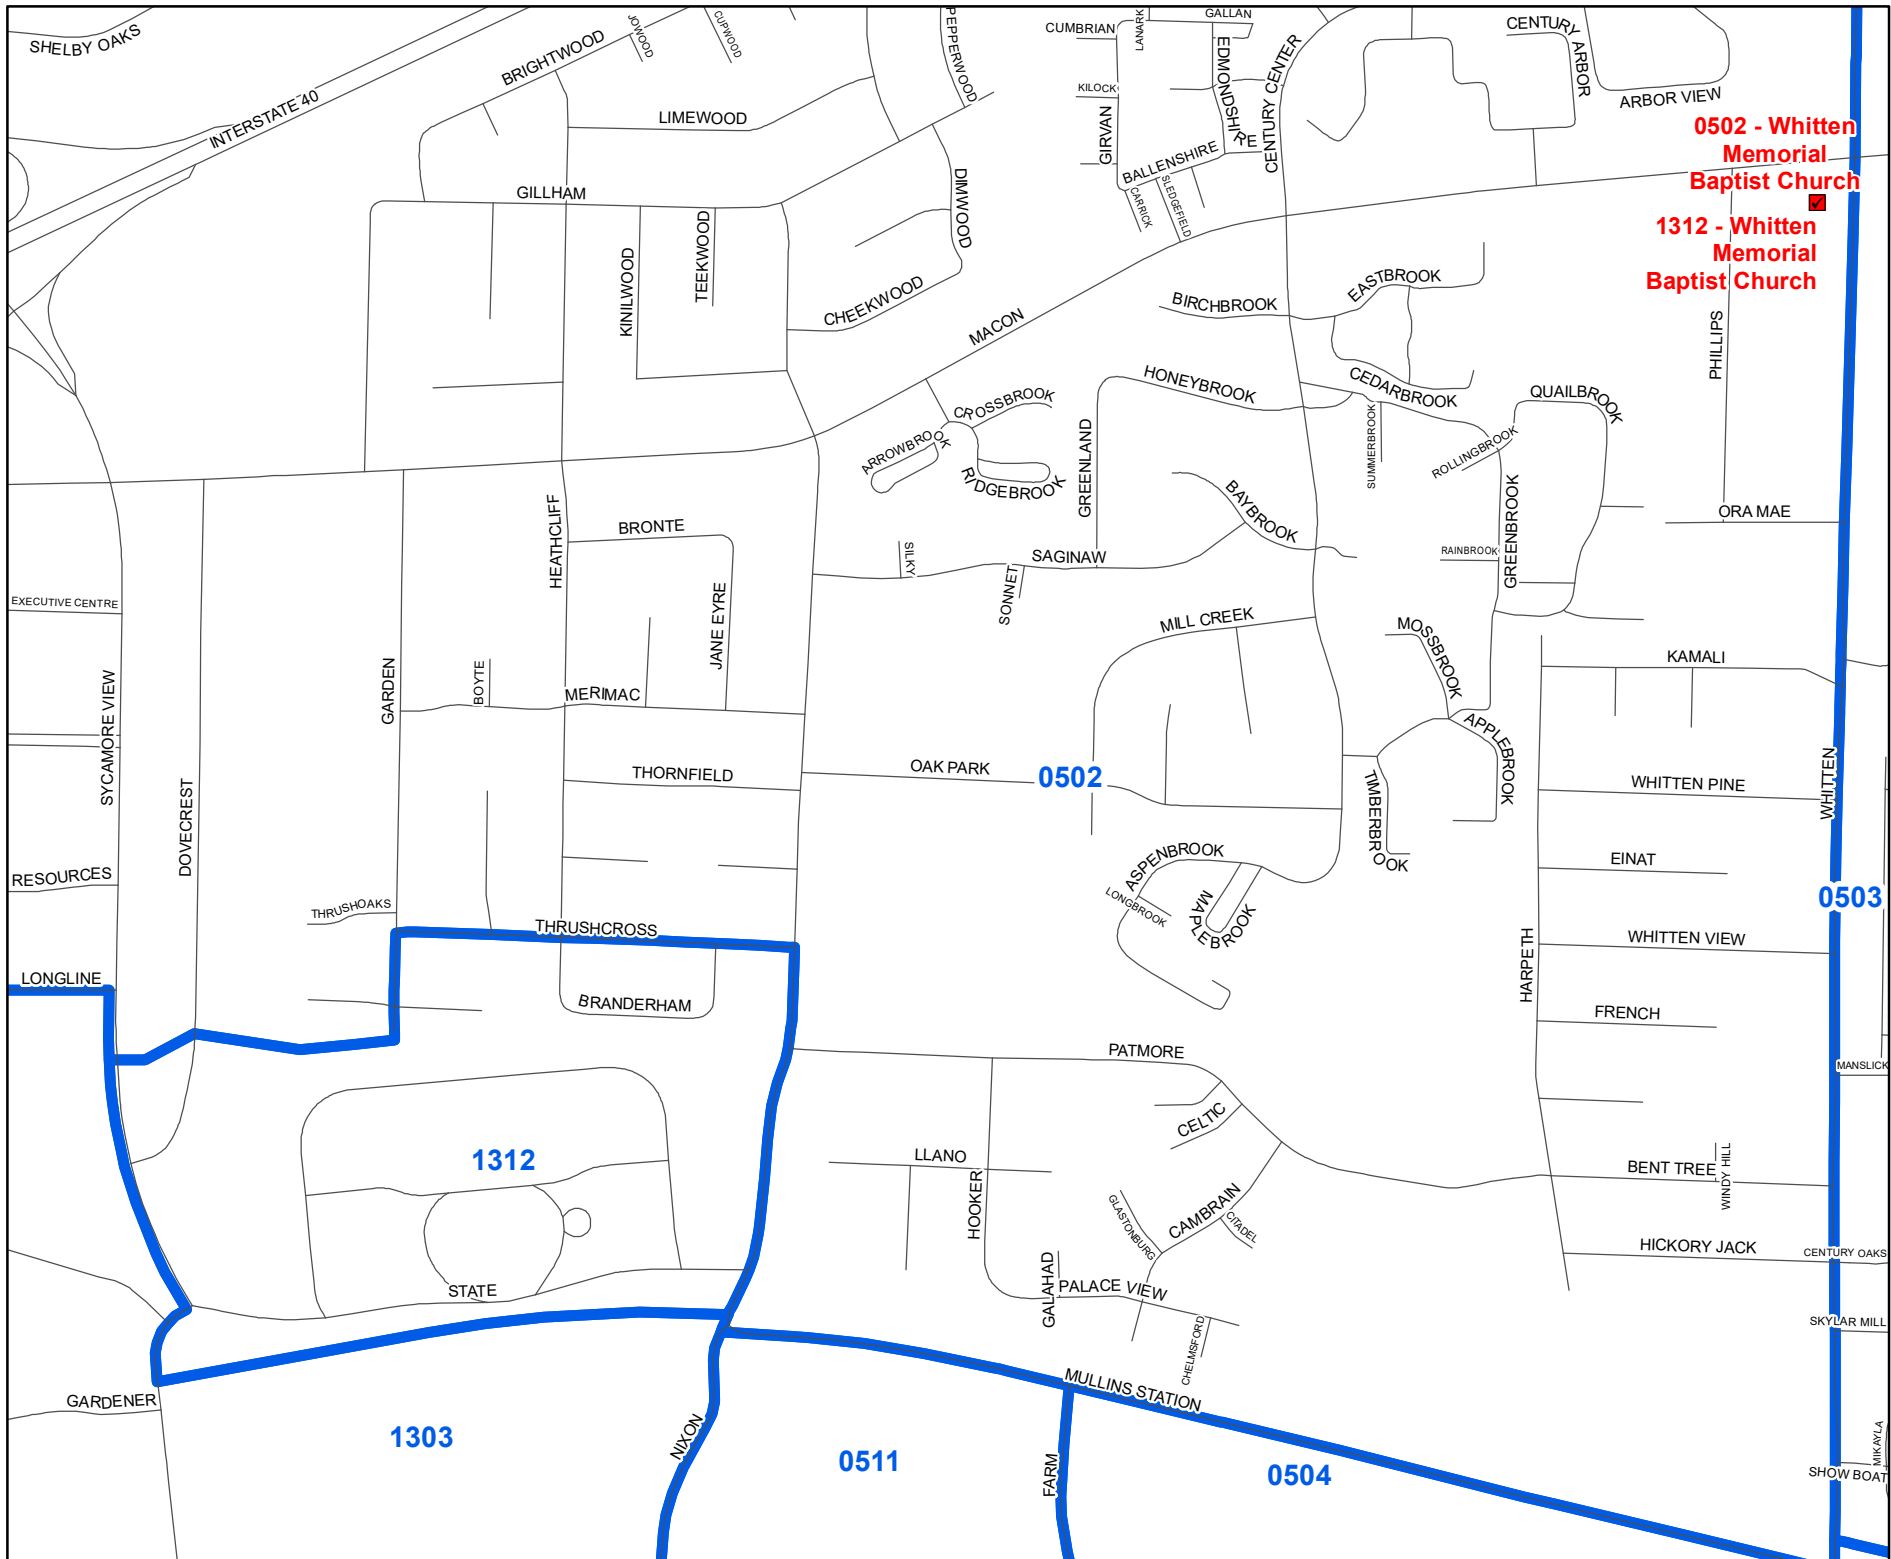 SHELBY OAKS
INTERSTATE 40
BRIGHTWOOD
JOWOOD
CUPWOOD
PEPPERWOOD
CUMBRIAN
LANARK
GALLAN
EDMONDSHIRE
CENTURY CENTER
CENTURY ARBOR
ARBOR VIEW
LIMEWOOD
KILOCK
GIRVAN
BALLENSHIRE
CARRICK
SLEDGEFIELD
0502 - Whitten
Memorial
Baptist Church
1312 - Whitten
Memorial
Baptist Church
GILLHAM
KINILWOOD
TEEKWOOD
DIMWOOD
CHEEKWOOD
MACON
BIRCHBROOK
EASTBROOK
PHILLIPS
HONEYBROOK
CEDARBROOK
QUAILBROOK
CROSSBROOK
ARROWBROOK
RIDGEBROOK
GREENLAND
SUMMERBROOK
ROLLINGBROOK
BAYBROOK
GREENBROOK
ORA MAE
HEATHCLIFF
BRONTE
SILKY
SAGINAW
SONNET
RAINBROOK
EXECUTIVE CENTRE
JANE EYRE
MILL CREEK
MOSSBROOK
KAMALI
SYCAMORE VIEW
GARDEN
BOYTE
MERIMAC
APPLEBROOK
THORNFIELD
OAK PARK
0502
TIMBERBROOK
WHITTEN PINE
WHITTEN
DOVECREST
RESOURCES
ASPENBROOK
LONGBROOK
MAPLEBROOK
EINAT
0503
THRUSHOAKS
THRUSHCROSS
HARPETH
WHITTEN VIEW
LONGLINE
BRANDERHAM
FRENCH
PATMORE
MANSLICK
CELTIC
1312
LLANO
HOOKER
BENT TREE
WINDY HILL
GLASTONBURG
CAMBRAIN
CITADEL
HICKORY JACK
CENTURY OAKS
STATE
GALAHAD
PALACE VIEW
CHELMSFORD
SKYLAR MILL
GARDENER
MULLINS STATION
1303
NIXON
0511
FARM
0504
MIKAYLA
SHOW BOAT